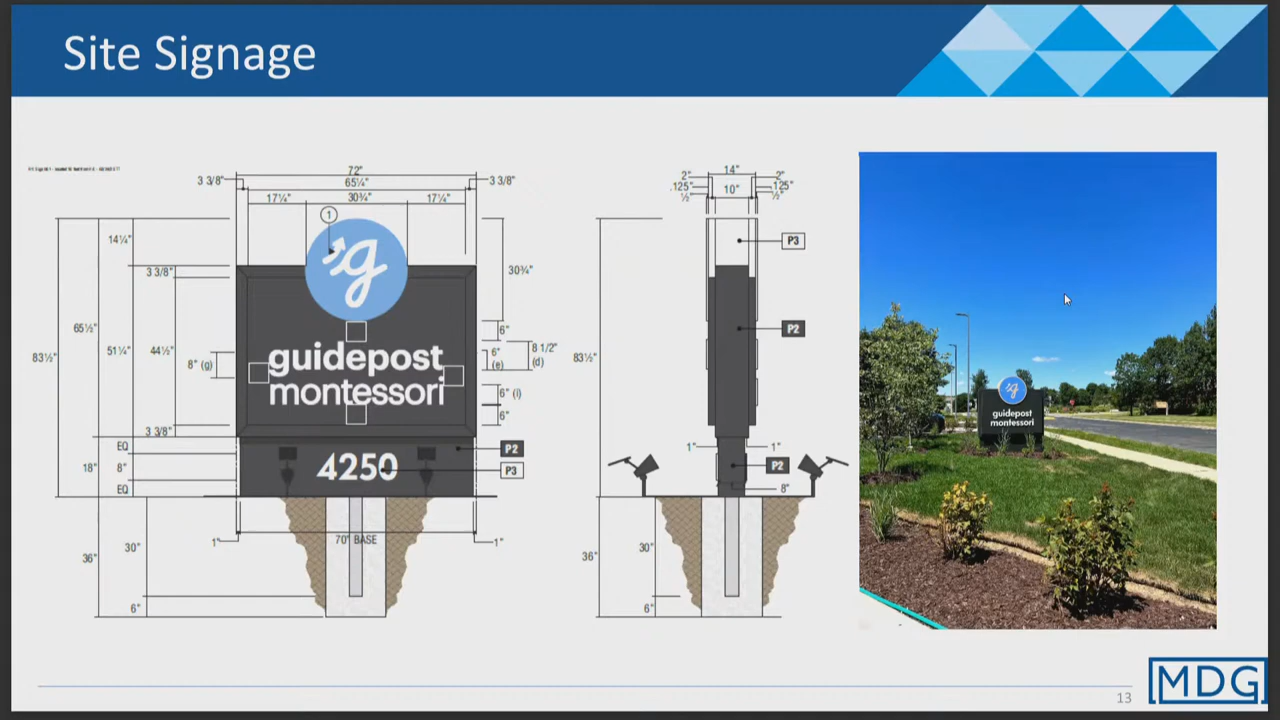 Site Signage
72"
3 3/8"
65¼"
3 3/8"
17¼"
30¾"
17¼"
1
14¼"
3 3/8"
30¾"
65½"
83½"
51¼"
44½"
8" (g)
6"
6"
(e)
8 1/2"
(d)
6" (i)
6"
guidepost
montessori
3 3/8"
EQ
18"
8"
EQ
4250
P2
P3
1"
70" BASE
1"
36"
30"
6"
14"
2"
2"
.125"
10"
.125"
½"
½"
P3
P2
83½"
1"
1"
P2
8"
36"
30"
6"
guidepost
montessori
13
MDG